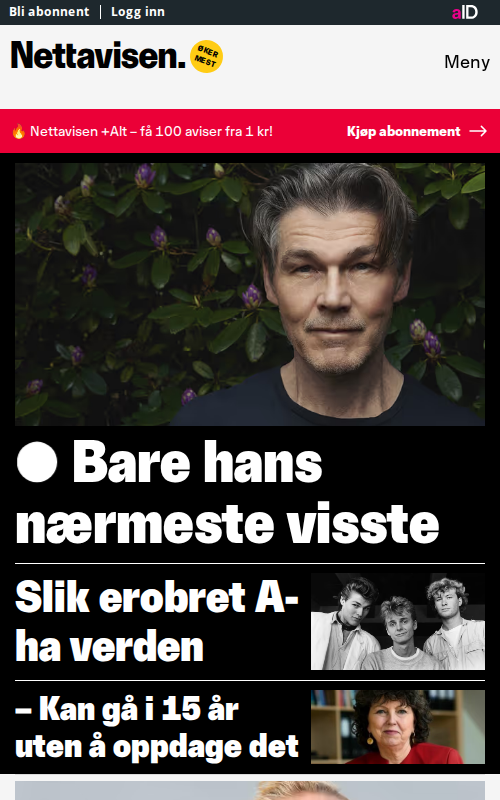 Bli abonnent | Logg inn
aID
Nettavisen.
ØKER
MEST
Meny
🔥 Nettavisen +Alt – få 100 aviser fra 1 kr!
Kjøp abonnement →
Bare hans
nærmeste visste
Slik erobret A-
ha verden
– Kan gå i 15 år
uten å oppdage det